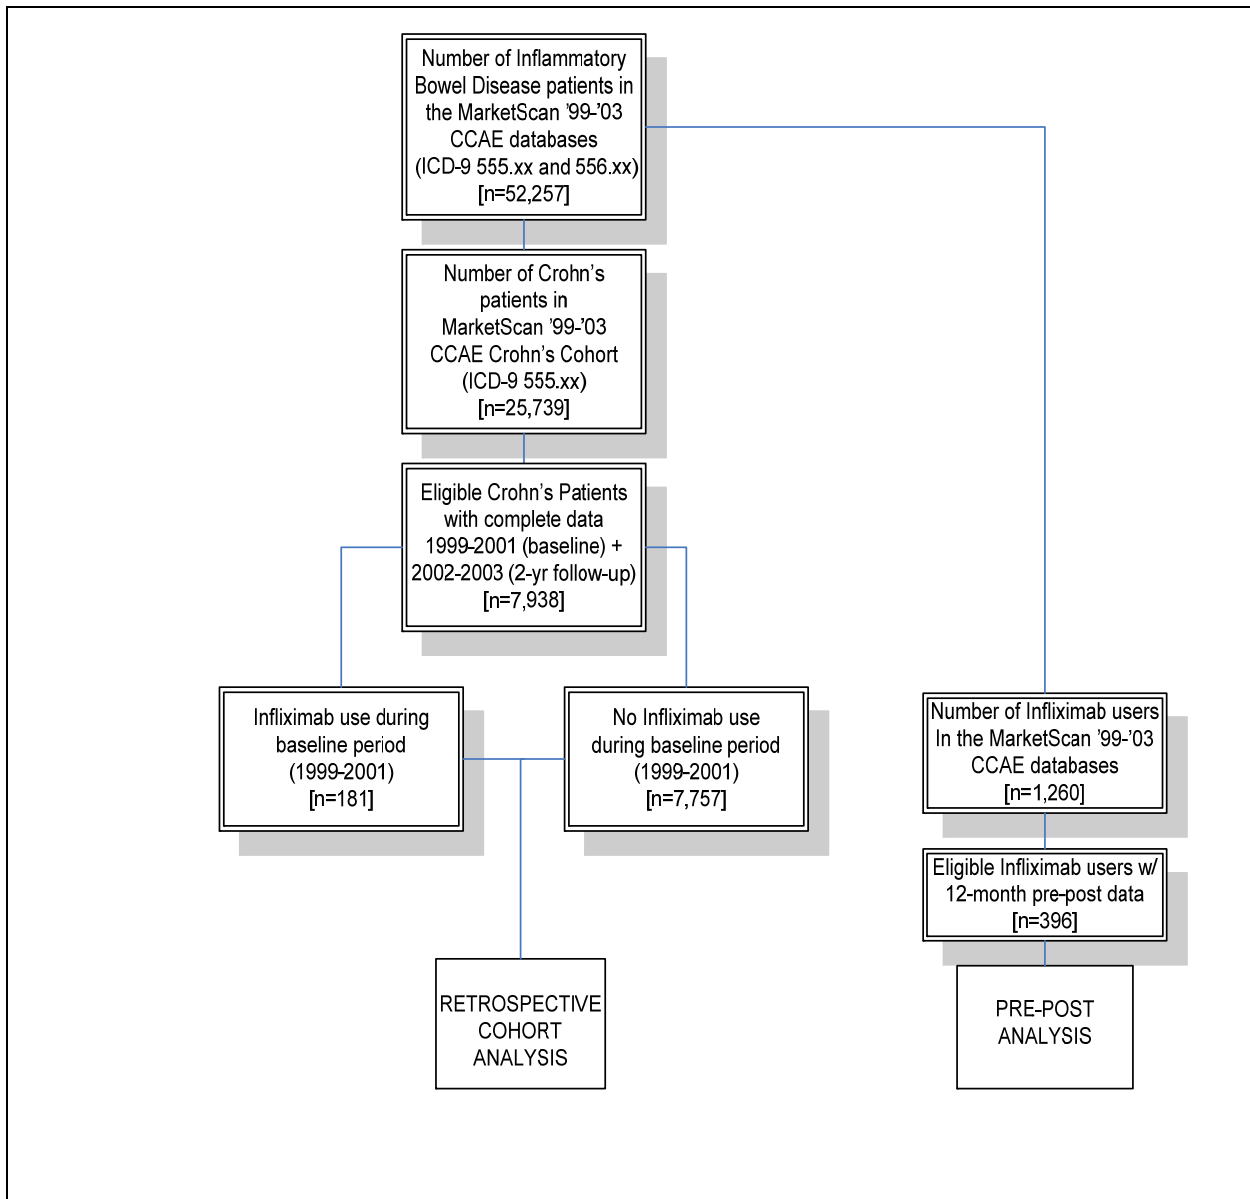 Number of Inflammatory
Bowel Disease patients in
the MarketScan '99-'03
CCAE databases
(ICD-9 555.xx and 556.xx)
[n=52,257]
Number of Crohn's
patients in
MarketScan '99-'03
CCAE Crohn's Cohort
(ICD-9 555.xx)
[n=25,739]
Eligible Crohn's Patients
with complete data
1999-2001 (baseline) +
2002-2003 (2-yr follow-up)
[n=7,938]
Infliximab use during
baseline period
(1999-2001)
[n=181]
No Infliximab use
during baseline period
(1999-2001)
[n=7,757]
Number of Infliximab users
In the MarketScan '99-'03
CCAE databases
[n=1,260]
Eligible Infliximab users w/
12-month pre-post data
[n=396]
RETROSPECTIVE
COHORT
ANALYSIS
PRE-POST
ANALYSIS